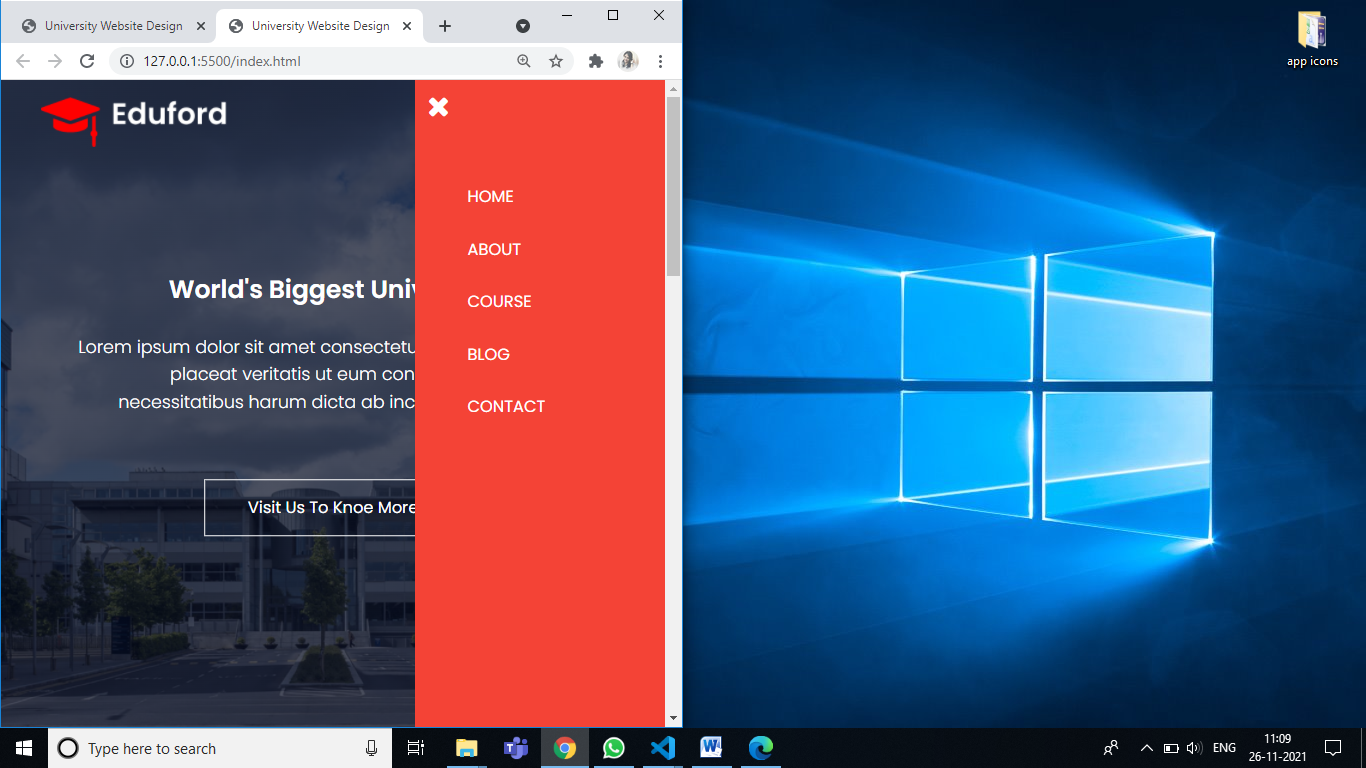 University Website Design
University Website Design
127.0.0.1:5500/index.html
app icons
Eduford
HOME
ABOUT
COURSE
BLOG
CONTACT
World's Biggest Univ
Lorem ipsum dolor sit amet consectetu
placeat veritatis ut eum con
necessitatibus harum dicta ab inc
Visit Us To Knoe More
Type here to search
ENG
11:09
26-11-2021